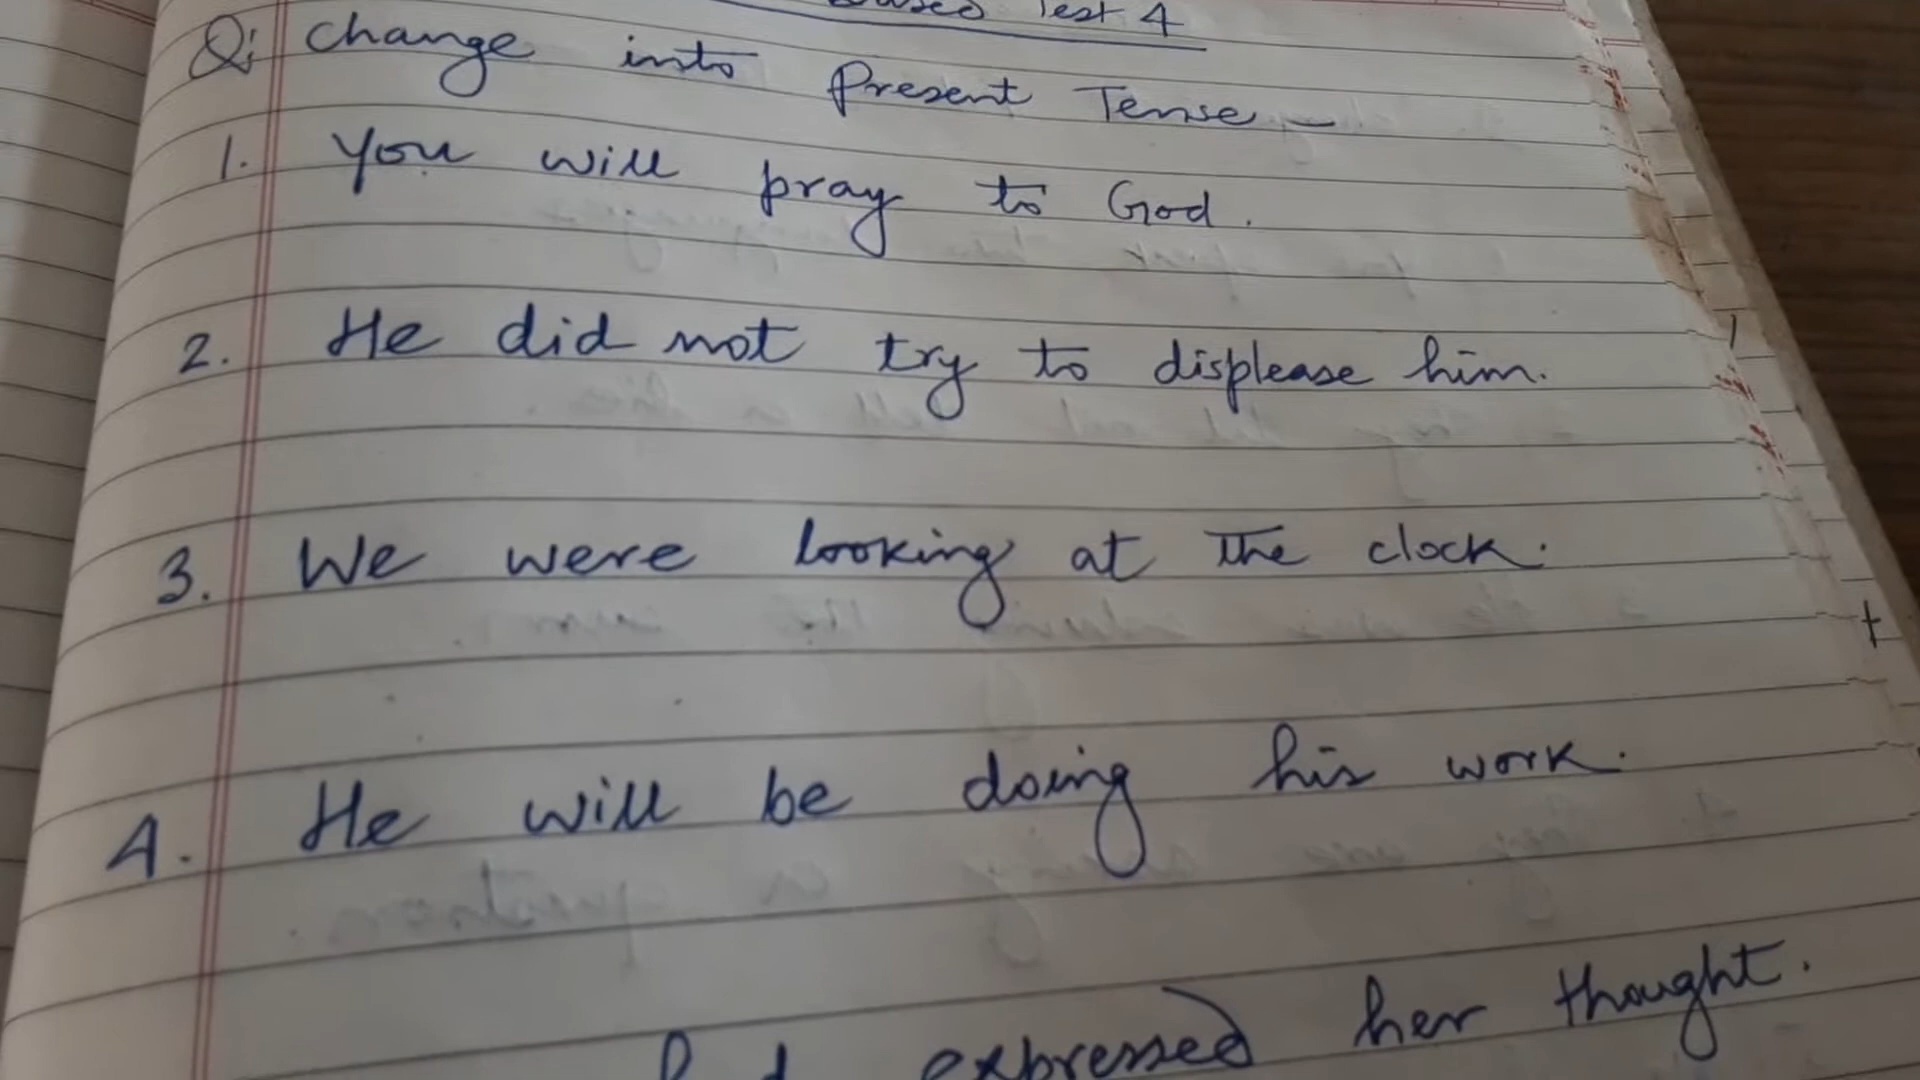 Test 4
Q: Change into Present Tense -
1. You will pray to God.
2. He did not try to displease him.
3. We were looking at the clock.
4. He will be doing his work.
expressed her thought.